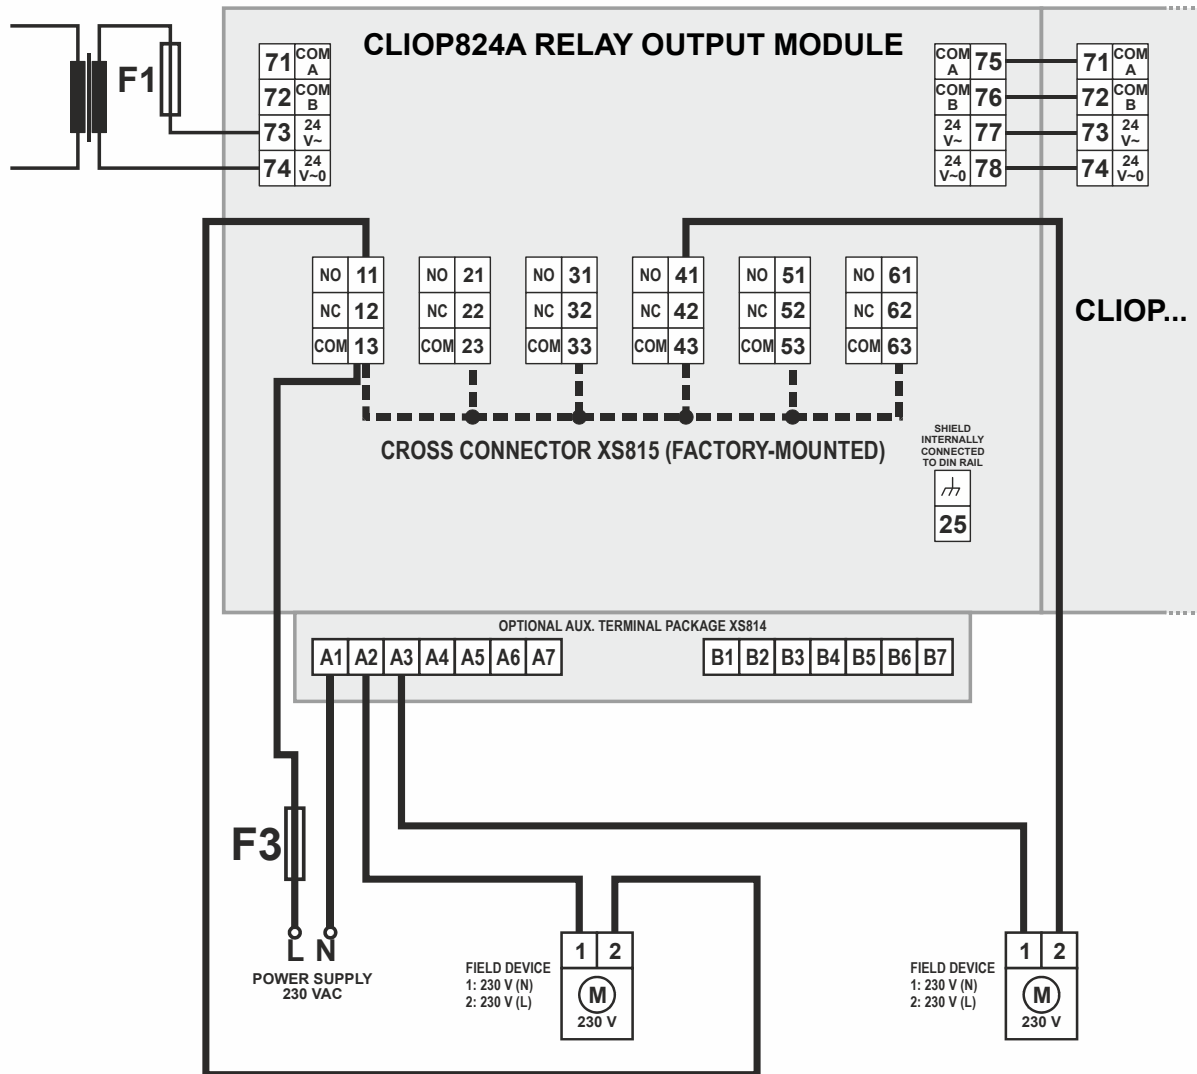 CLIOP824A RELAY OUTPUT MODULE
F1
71 COM A
72 COM B
73 24 V~
74 24 V~0
COM A 75
COM B 76
24 V~ 77
24 V~0 78
71 COM A
72 COM B
73 24 V~
74 24 V~0
NO 11 NO 21 NO 31 NO 41 NO 51 NO 61
NC 12 NC 22 NC 32 NC 42 NC 52 NC 62
COM 13 COM 23 COM 33 COM 43 COM 53 COM 63
CLIOP...
CROSS CONNECTOR XS815 (FACTORY-MOUNTED)
SHIELD
INTERNALLY
CONNECTED
TO DIN RAIL
25
OPTIONAL AUX. TERMINAL PACKAGE XS814
A1 A2 A3 A4 A5 A6 A7 B1 B2 B3 B4 B5 B6 B7
F3
L N
POWER SUPPLY
230 VAC
FIELD DEVICE
1: 230 V (N)
2: 230 V (L)
1 2
M
230 V
FIELD DEVICE
1: 230 V (N)
2: 230 V (L)
1 2
M
230 V